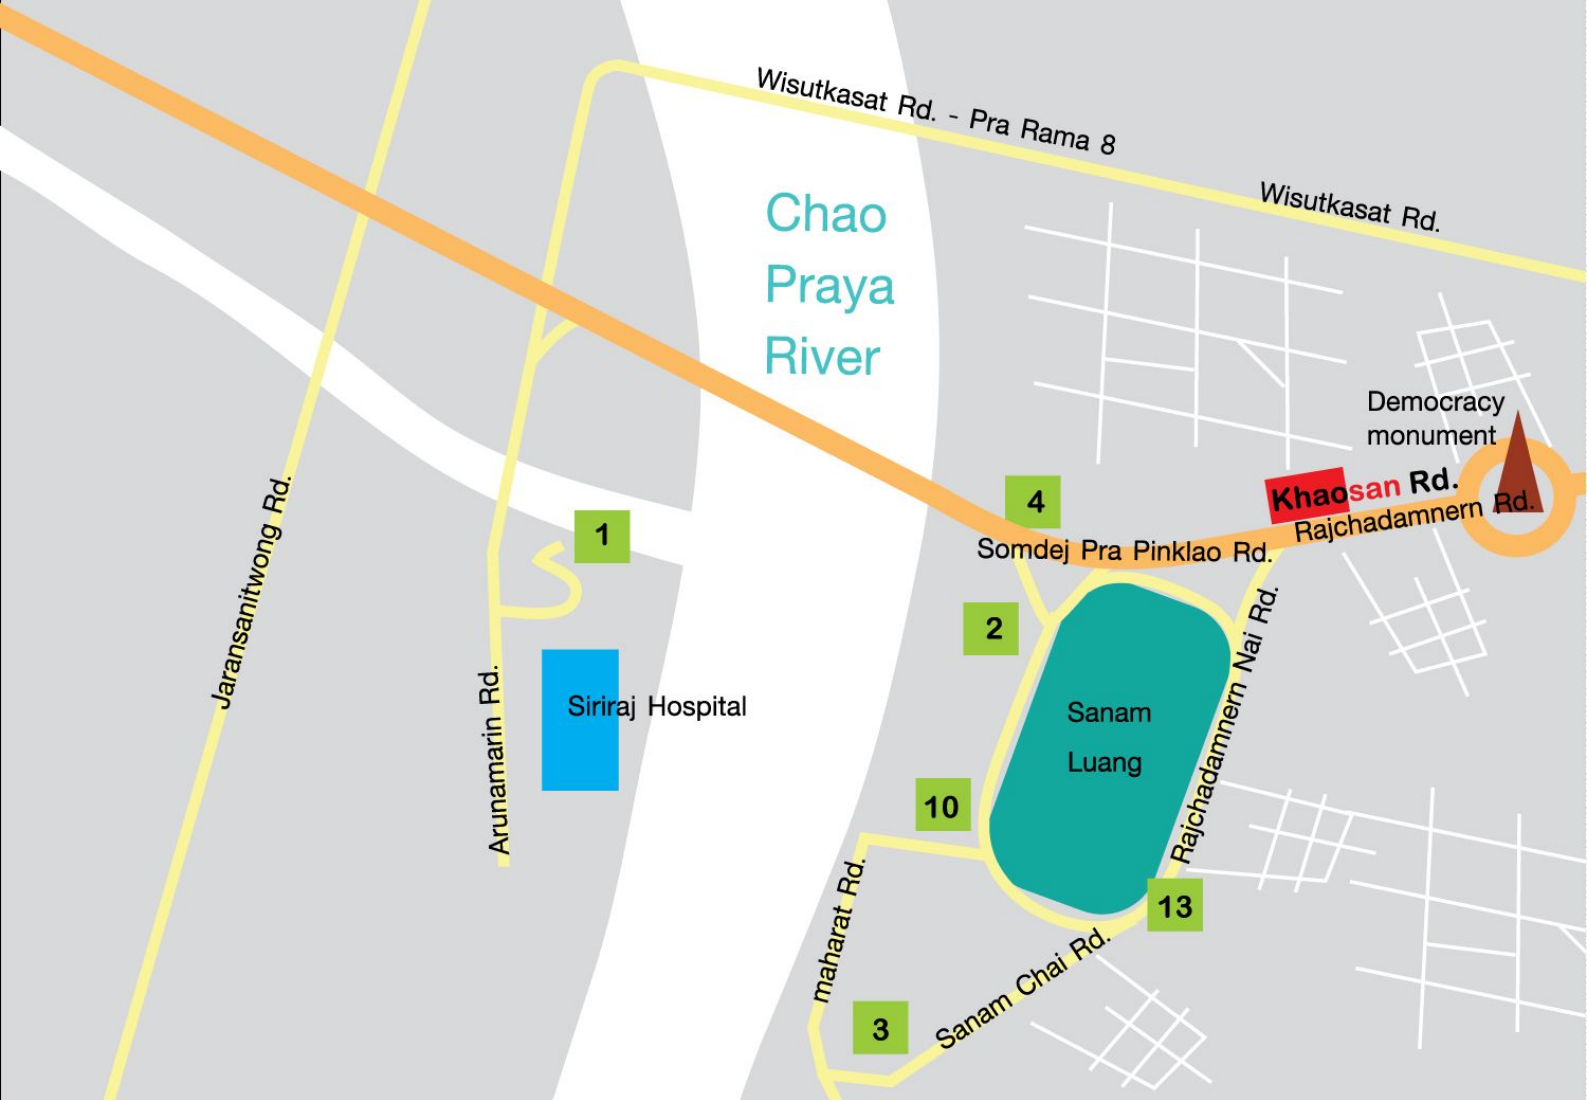 Wisutkasat Rd. - Pra Rama 8
Wisutkasat Rd.
Chao
Praya
River
Democracy
monument
Khaosan Rd.
Rajchadamnern Rd.
4
Somdej Pra Pinklao Rd.
1
2
Jaransanitwong Rd.
Arunamarin Rd.
Siriraj Hospital
Sanam
Luang
Rajchadamnern Nai Rd.
10
13
maharat Rd.
Sanam Chai Rd.
3